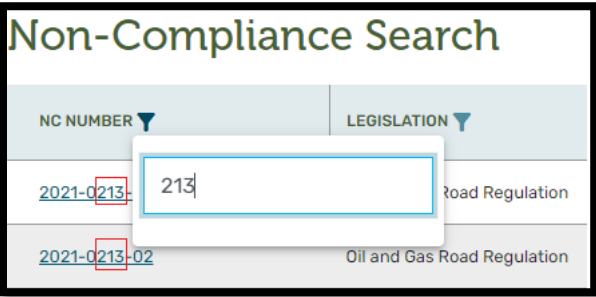 Non-Compliance Search
NC NUMBER LEGISLATION
213
2021-0213- Road Regulation
2021-0213-02 Oil and Gas Road Regulation